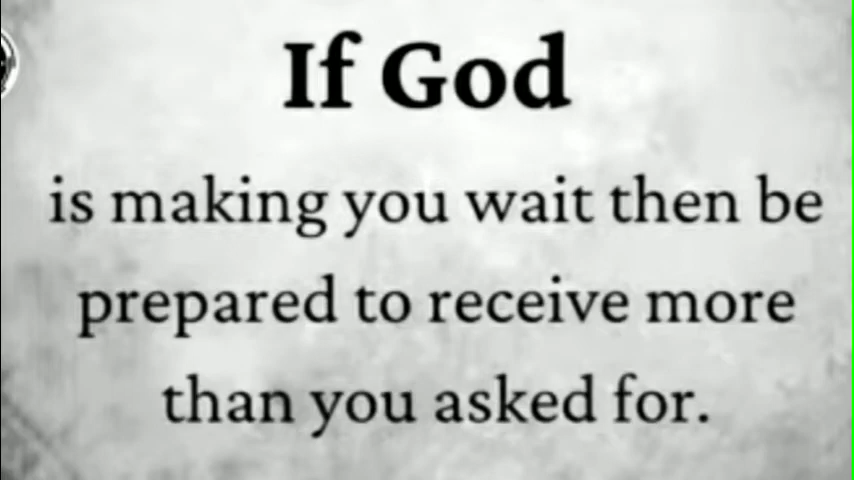 If God
is making you wait then be
prepared to receive more
than you asked for.